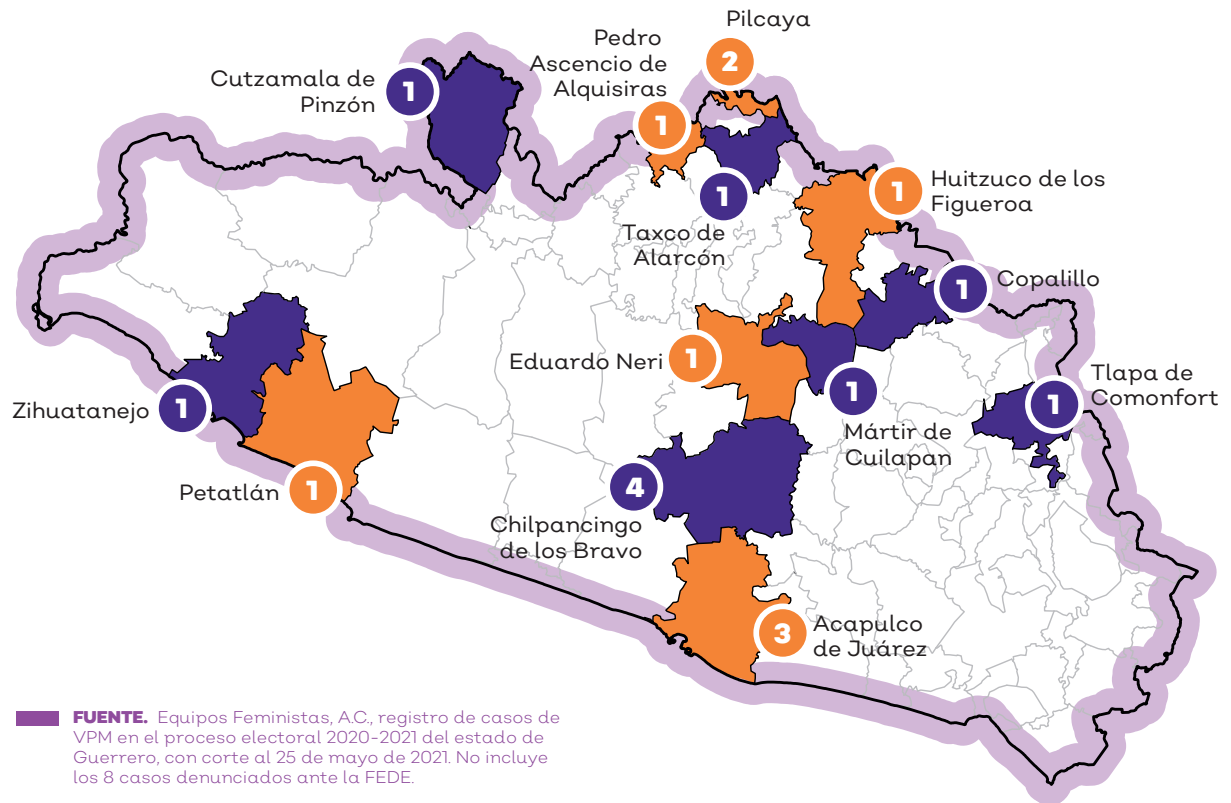 Pilcaya
2
Pedro
Ascencio de
Alquisiras
1
Cutzamala de
Pinzón
1
1
Huitzuco de los
Figueroa
1
Taxco de
Alarcón
1
Copalillo
Eduardo Neri
1
1
Mártir de
Cuilapan
1
Tlapa de
Comonfort
Zihuatanejo
1
Petatlán
1
4
Chilpancingo
de los Bravo
3
Acapulco
de Juárez
FUENTE. Equipos Feministas, A.C., registro de casos de
VPM en el proceso electoral 2020-2021 del estado de
Guerrero, con corte al 25 de mayo de 2021. No incluye
los 8 casos denunciados ante la FEDE.